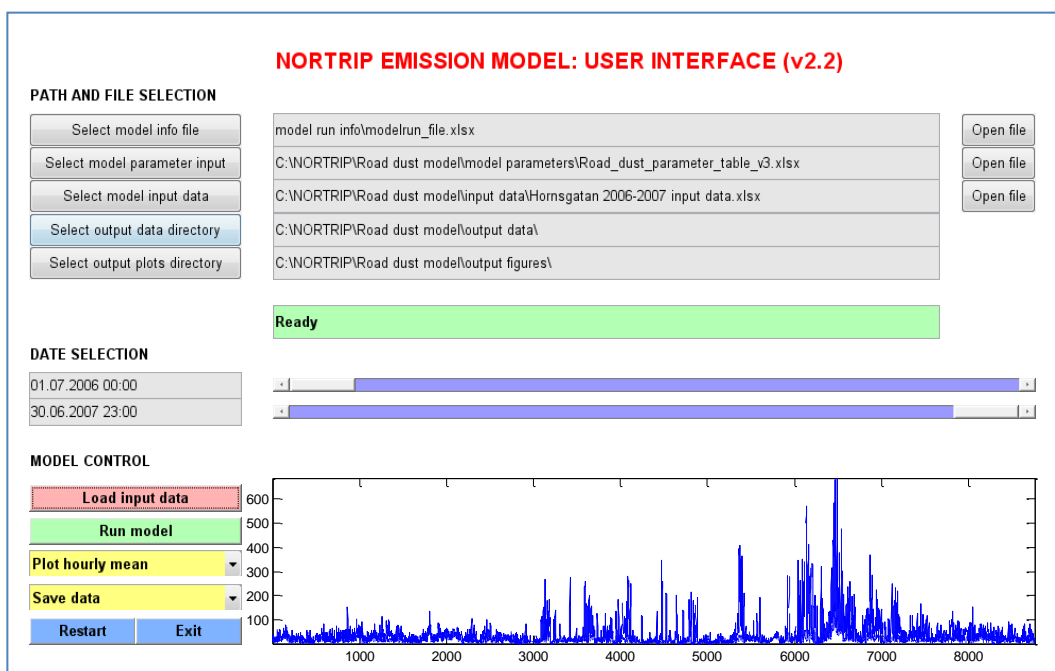 NORTRIP EMISSION MODEL: USER INTERFACE (v2.2)
PATH AND FILE SELECTION
Select model info file
model run info\modelrun_file.xlsx
Open file
Select model parameter input
C:\NORTRIP\Road dust model\model parameters\Road_dust_parameter_table_v3.xlsx
Open file
Select model input data
C:\NORTRIP\Road dust model\input data\Hornsgatan 2006-2007 input data.xlsx
Open file
Select output data directory
C:\NORTRIP\Road dust model\output data\
Select output plots directory
C:\NORTRIP\Road dust model\output figures\
Ready
DATE SELECTION
01.07.2006 00:00
30.06.2007 23:00
MODEL CONTROL
Load input data
Run model
Plot hourly mean
Save data
Restart
Exit
600
500
400
300
200
100
1000 2000 3000 4000 5000 6000 7000 8000